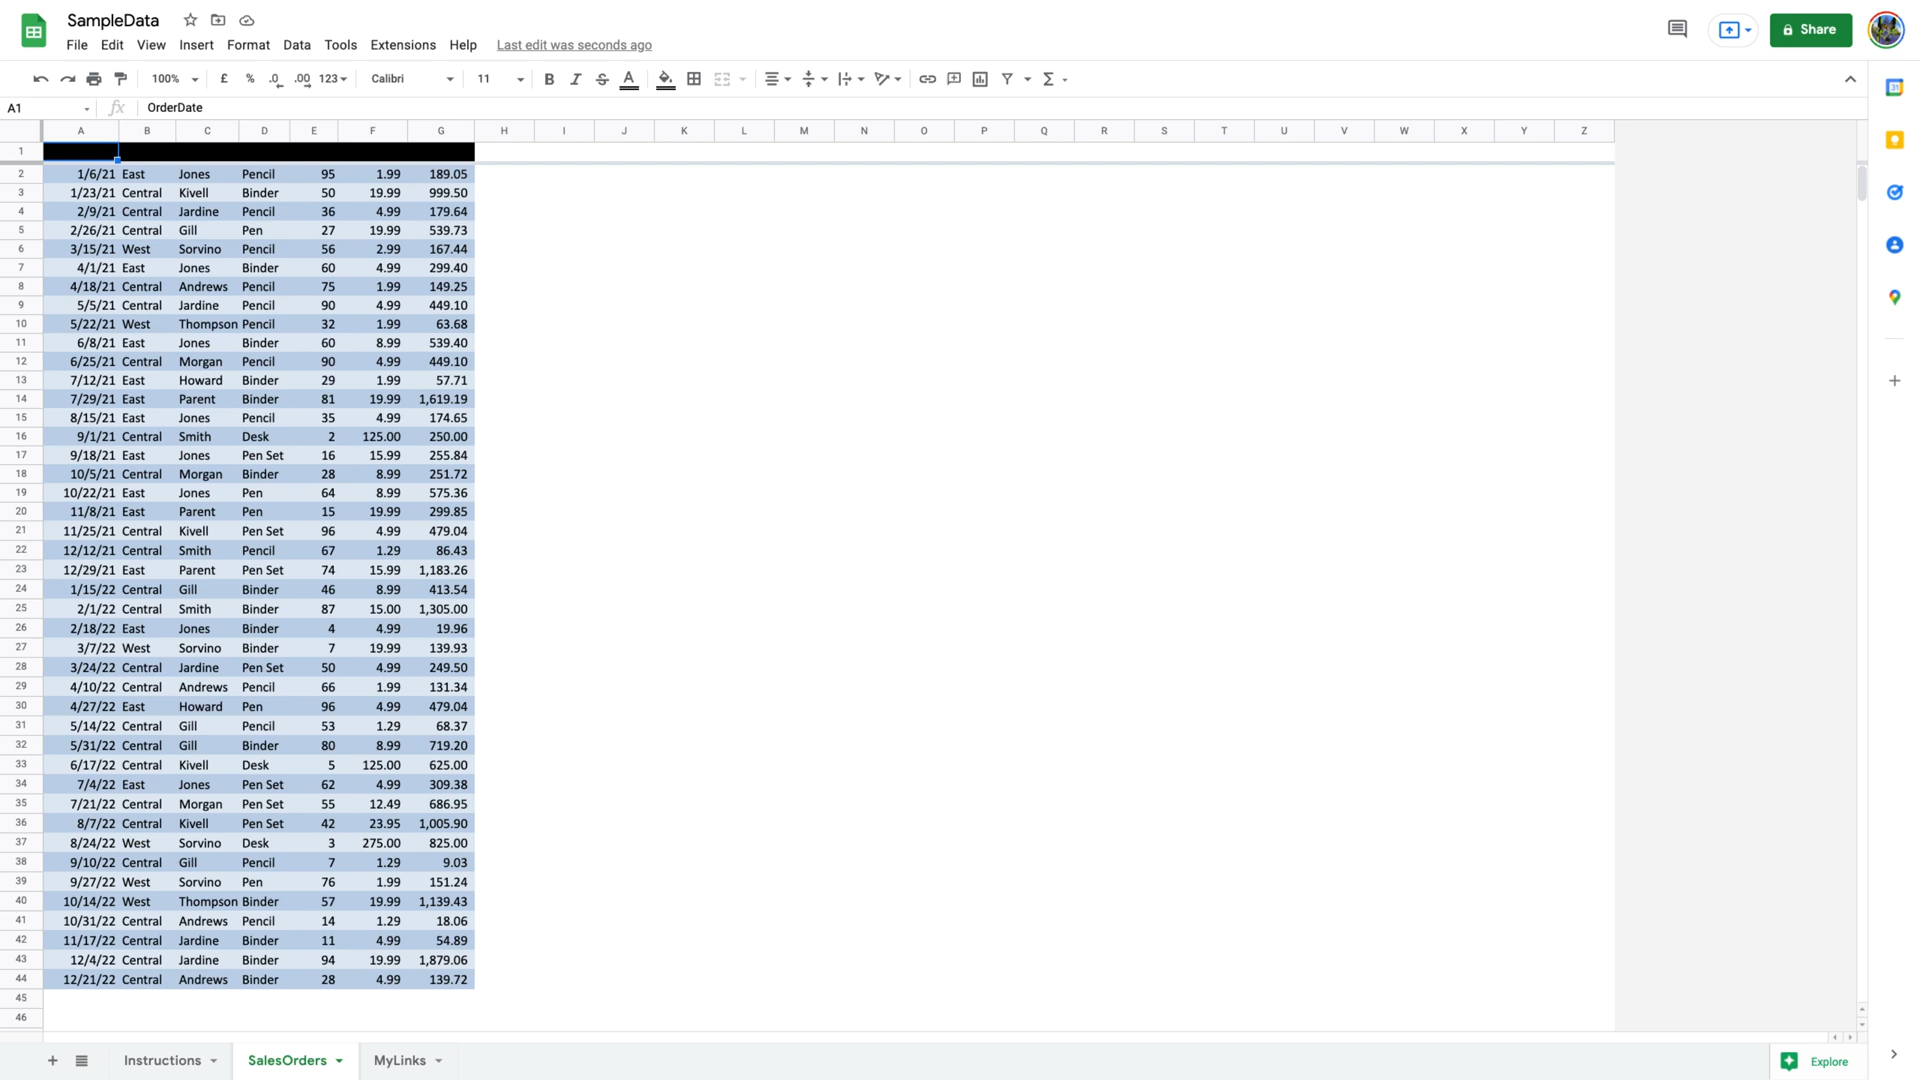 SampleData
File Edit View Insert Format Data Tools Extensions Help Last edit was seconds ago
Share
100% £ % .0 .00 123 Calibri 11 B I S A Σ
31
A1 fx OrderDate
A B C D E F G H I J K L M N O P Q R S T U V W X Y Z
1
2 1/6/21 East Jones Pencil 95 1.99 189.05
3 1/23/21 Central Kivell Binder 50 19.99 999.50
4 2/9/21 Central Jardine Pencil 36 4.99 179.64
5 2/26/21 Central Gill Pen 27 19.99 539.73
6 3/15/21 West Sorvino Pencil 56 2.99 167.44
7 4/1/21 East Jones Binder 60 4.99 299.40
8 4/18/21 Central Andrews Pencil 75 1.99 149.25
9 5/5/21 Central Jardine Pencil 90 4.99 449.10
10 5/22/21 West Thompson Pencil 32 1.99 63.68
11 6/8/21 East Jones Binder 60 8.99 539.40
12 6/25/21 Central Morgan Pencil 90 4.99 449.10
13 7/12/21 East Howard Binder 29 1.99 57.71
14 7/29/21 East Parent Binder 81 19.99 1,619.19
15 8/15/21 East Jones Pencil 35 4.99 174.65
16 9/1/21 Central Smith Desk 2 125.00 250.00
17 9/18/21 East Jones Pen Set 16 15.99 255.84
18 10/5/21 Central Morgan Binder 28 8.99 251.72
19 10/22/21 East Jones Pen 64 8.99 575.36
20 11/8/21 East Parent Pen 15 19.99 299.85
21 11/25/21 Central Kivell Pen Set 96 4.99 479.04
22 12/12/21 Central Smith Pencil 67 1.29 86.43
23 12/29/21 East Parent Pen Set 74 15.99 1,183.26
24 1/15/22 Central Gill Binder 46 8.99 413.54
25 2/1/22 Central Smith Binder 87 15.00 1,305.00
26 2/18/22 East Jones Binder 4 4.99 19.96
27 3/7/22 West Sorvino Binder 7 19.99 139.93
28 3/24/22 Central Jardine Pen Set 50 4.99 249.50
29 4/10/22 Central Andrews Pencil 66 1.99 131.34
30 4/27/22 East Howard Pen 96 4.99 479.04
31 5/14/22 Central Gill Pencil 53 1.29 68.37
32 5/31/22 Central Gill Binder 80 8.99 719.20
33 6/17/22 Central Kivell Desk 5 125.00 625.00
34 7/4/22 East Jones Pen Set 62 4.99 309.38
35 7/21/22 Central Morgan Pen Set 55 12.49 686.95
36 8/7/22 Central Kivell Pen Set 42 23.95 1,005.90
37 8/24/22 West Sorvino Desk 3 275.00 825.00
38 9/10/22 Central Gill Pencil 7 1.29 9.03
39 9/27/22 West Sorvino Pen 76 1.99 151.24
40 10/14/22 West Thompson Binder 57 19.99 1,139.43
41 10/31/22 Central Andrews Pencil 14 1.29 18.06
42 11/17/22 Central Jardine Binder 11 4.99 54.89
43 12/4/22 Central Jardine Binder 94 19.99 1,879.06
44 12/21/22 Central Andrews Binder 28 4.99 139.72
45
46
Instructions SalesOrders MyLinks Explore